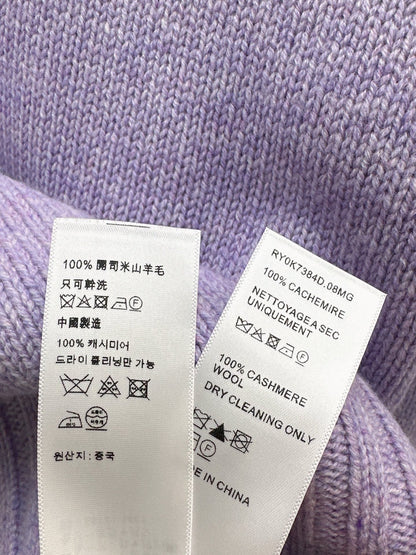 100% 開司米山羊毛
只可幹洗
中國製造
100% 캐시미어
드라이 클리닝만 가능
원산지 : 중국
RY0K7384D.08MG
100% CACHEMIRE
NETTOYAGE A SEC
UNIQUEMENT
100% CASHMERE
WOOL
DRY CLEANING ONLY
DE IN CHINA